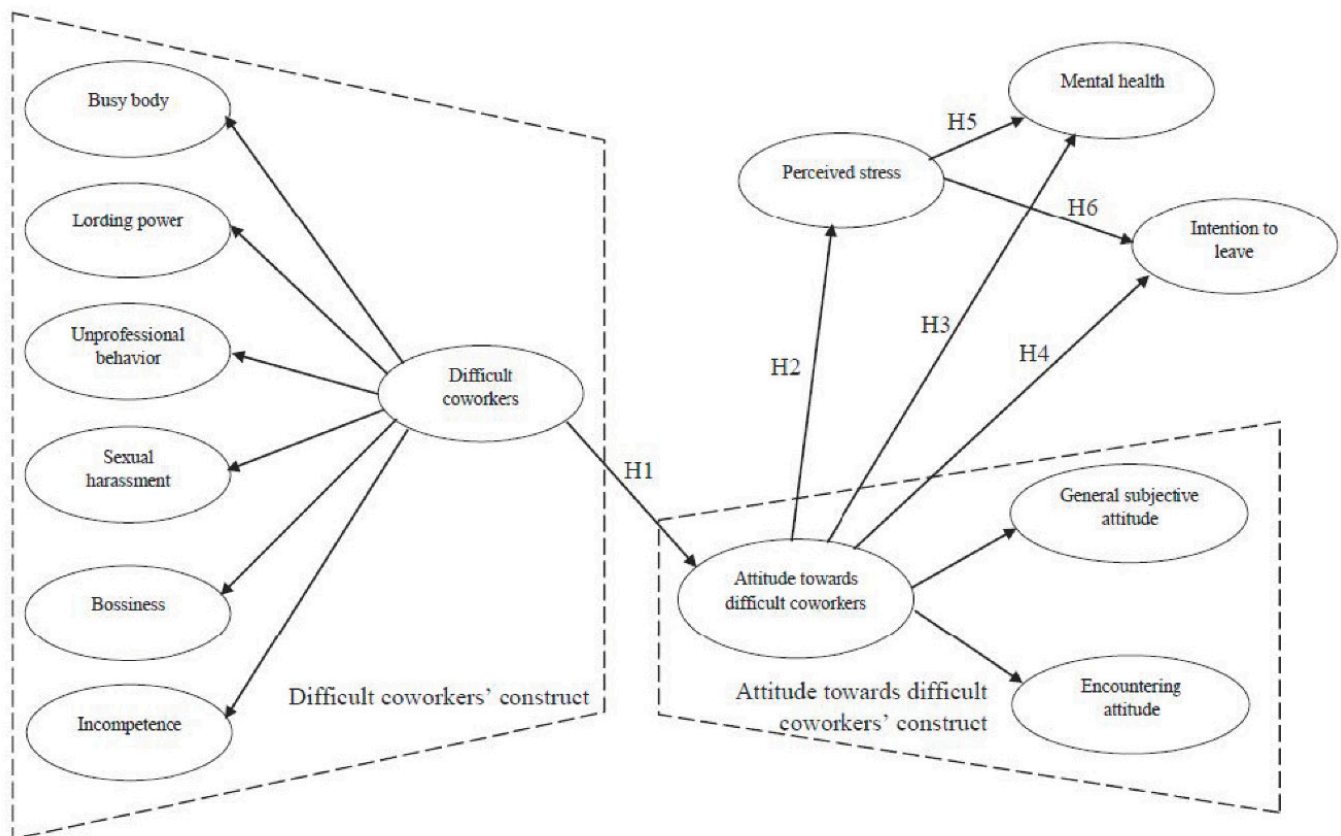 Busy body
Lording power
Unprofessional
behavior
Sexual
harassment
Bossiness
Incompetence
Difficult
coworkers
Difficult coworkers’ construct
H1
Attitude towards
difficult coworkers
H2
H3
H4
Perceived stress
H5
H6
Mental health
Intention to
leave
General subjective
attitude
Encountering
attitude
Attitude towards difficult
coworkers’ construct